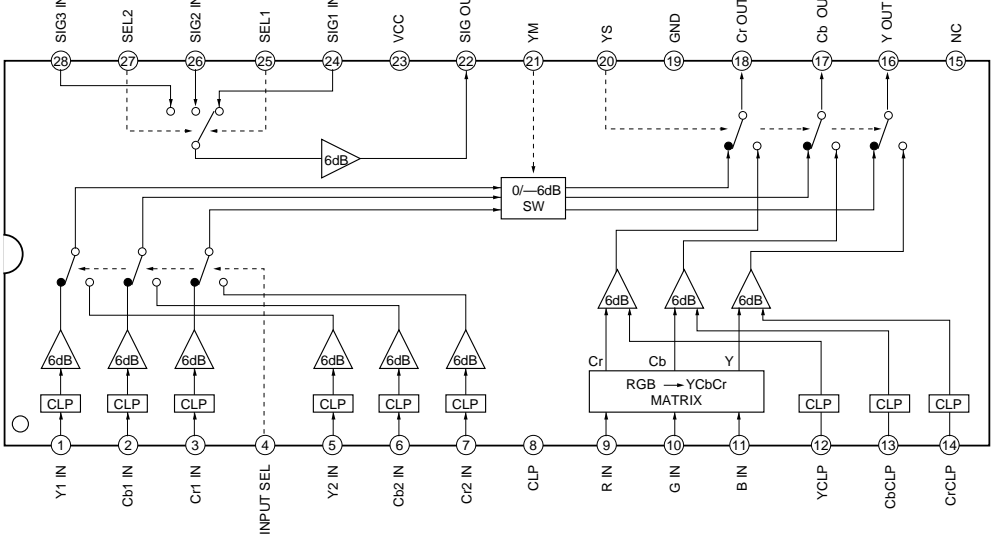 SIG3 IN
SEL2
SIG2 IN
SEL1
SIG1 IN
VCC
SIG OU
YM
YS
GND
Cr OUT
Cb OU
Y OUT
NC
28
27
26
25
24
23
22
21
20
19
18
17
16
15
6dB
0/—6dB
SW
6dB
6dB
6dB
6dB
6dB
6dB
6dB
6dB
6dB
Cr
Cb
Y
RGB → YCbCr
MATRIX
CLP
CLP
CLP
CLP
CLP
CLP
CLP
CLP
CLP
1
2
3
4
5
6
7
8
9
10
11
12
13
14
Y1 IN
Cb1 IN
Cr1 IN
INPUT SEL
Y2 IN
Cb2 IN
Cr2 IN
CLP
R IN
G IN
B IN
YCLP
CbCLP
CrCLP